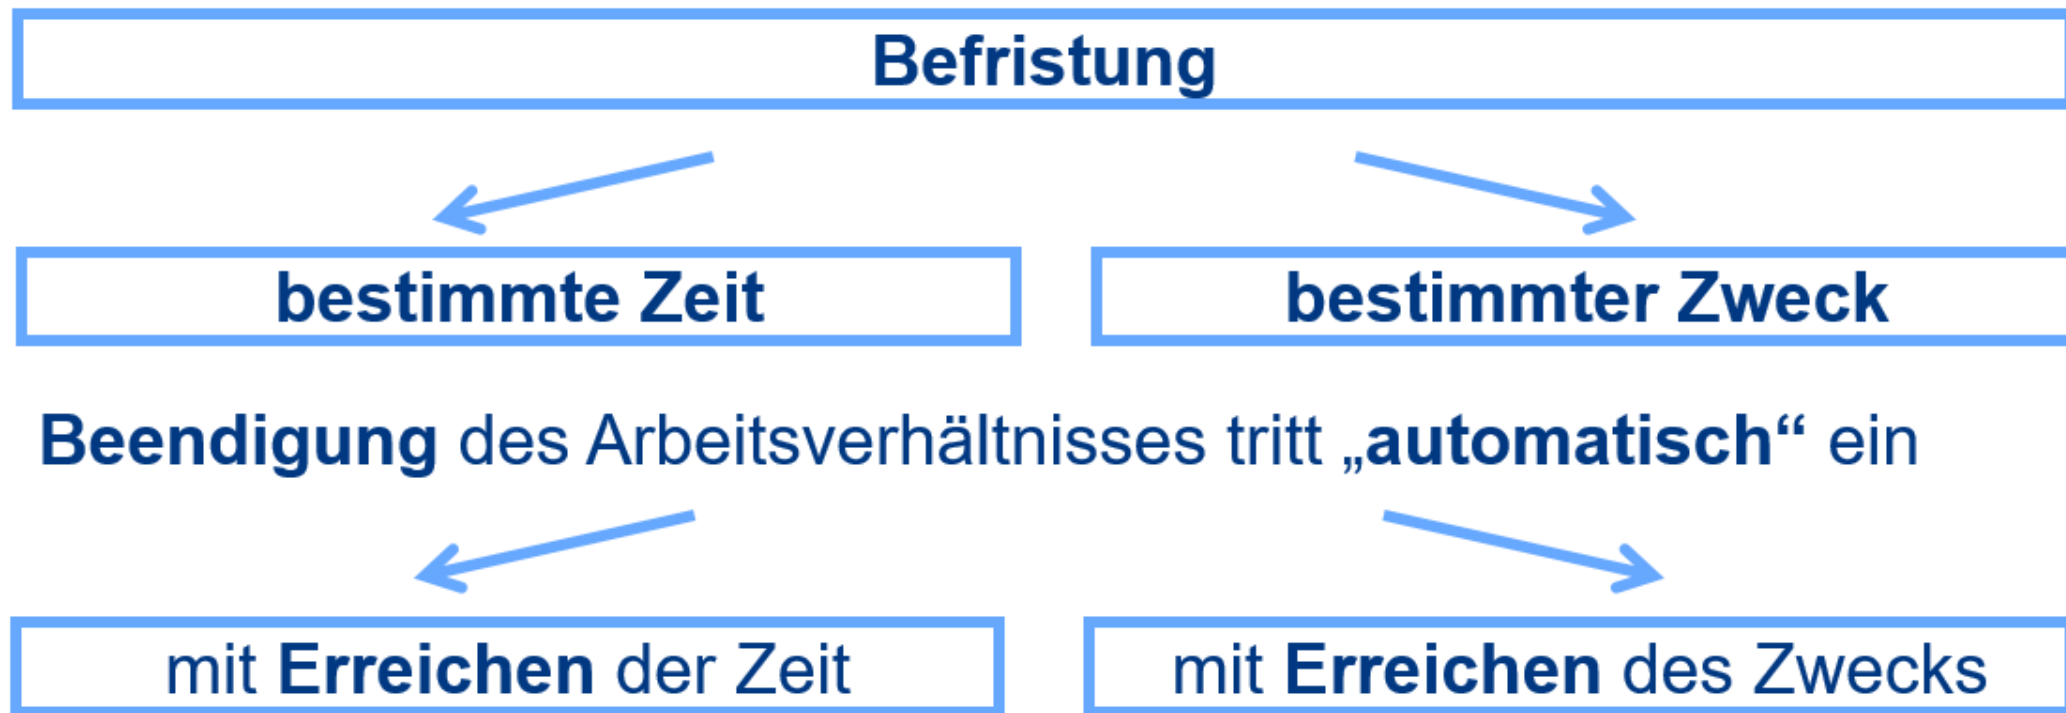 Befristung
bestimmte Zeit
bestimmter Zweck
Beendigung des Arbeitsverhältnisses tritt „automatisch“ ein
mit Erreichen der Zeit
mit Erreichen des Zwecks